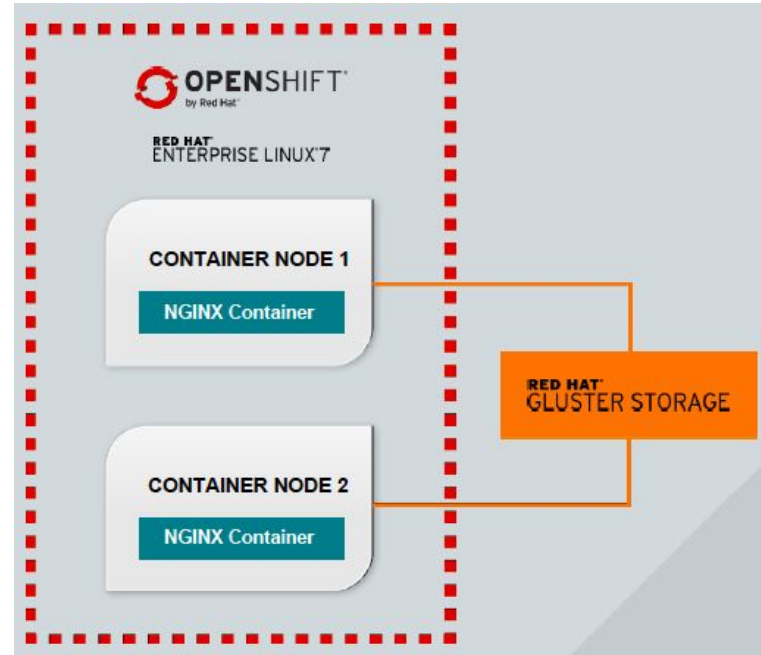 OPENSHIFT
by Red Hat
RED HAT
ENTERPRISE LINUX 7
CONTAINER NODE 1
NGINX Container
RED HAT
GLUSTER STORAGE
CONTAINER NODE 2
NGINX Container